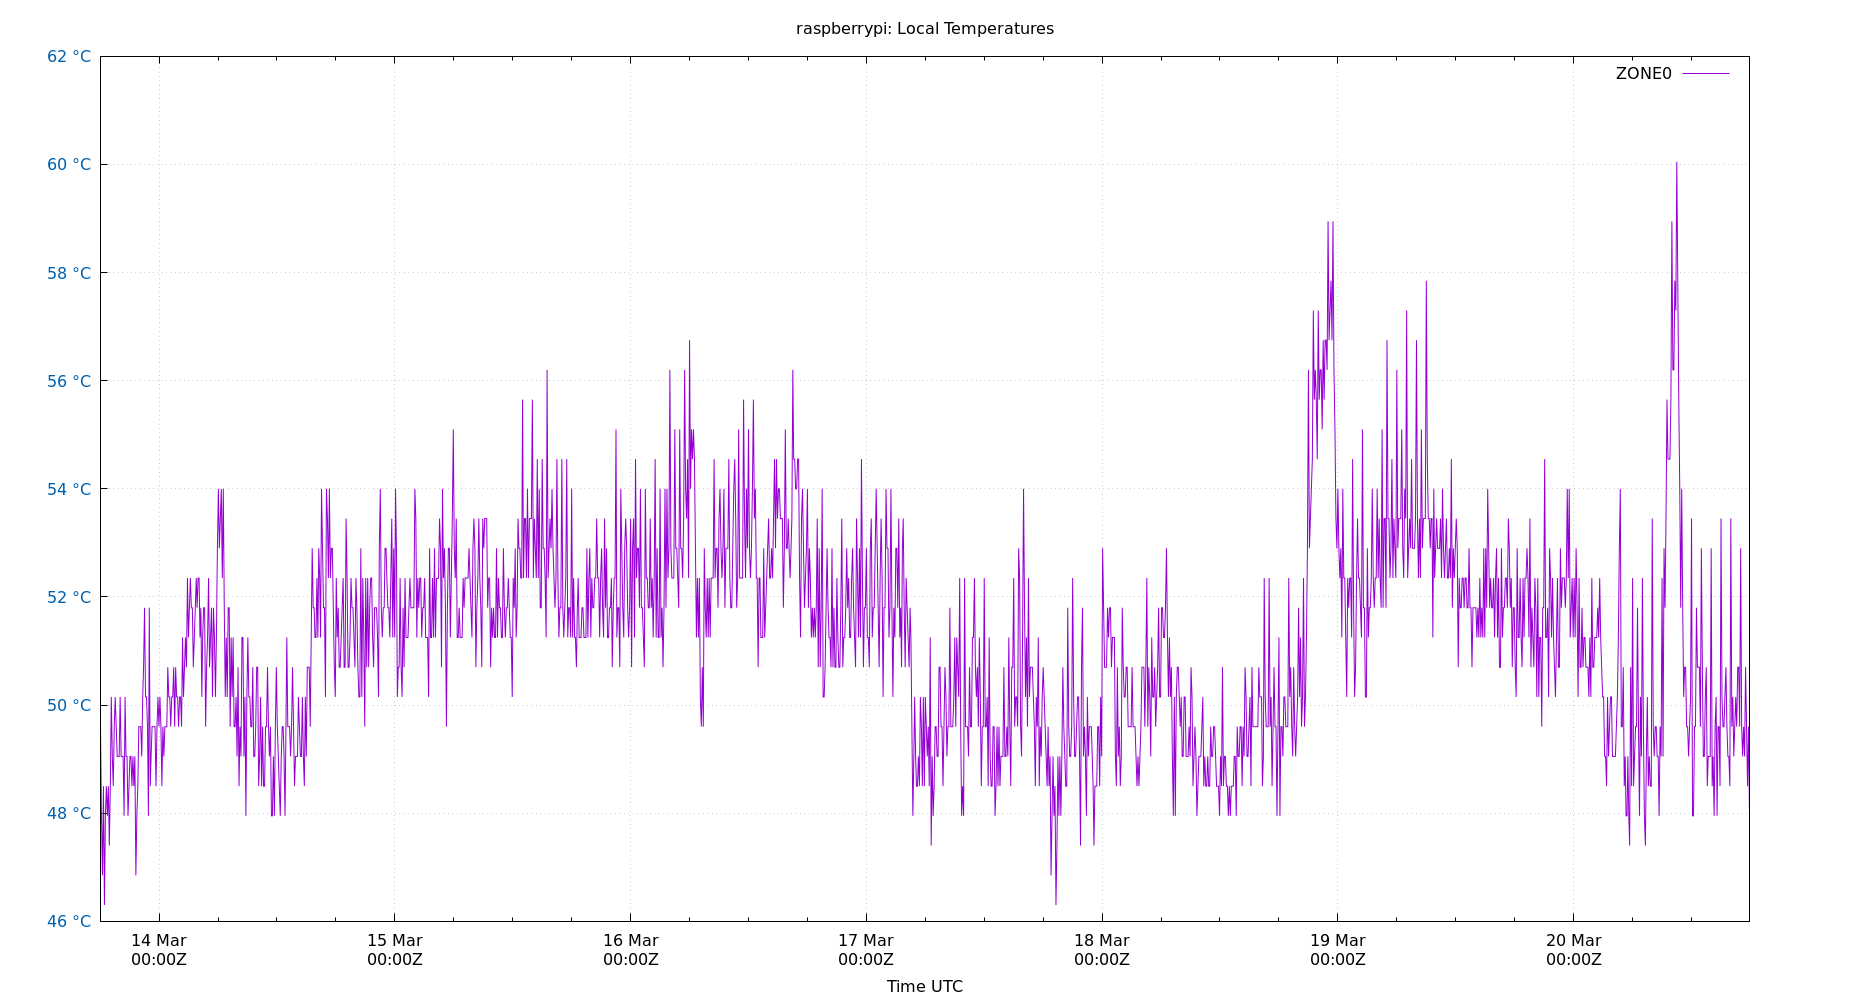 raspberrypi: Local Temperatures
62 °C
ZONE0
60 °C
58 °C
56 °C
54 °C
52 °C
50 °C
48 °C
46 °C
14 Mar 15 Mar 16 Mar 17 Mar 18 Mar 19 Mar 20 Mar
00:00Z 00:00Z 00:00Z 00:00Z 00:00Z 00:00Z 00:00Z
Time UTC